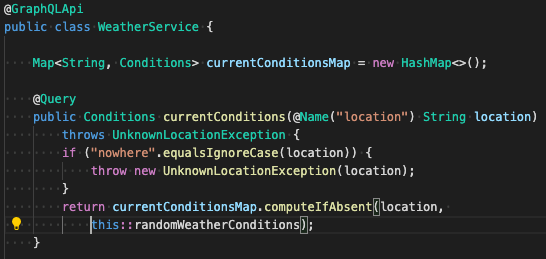 @GraphQLApi
public class WeatherService {
Map<String, Conditions> currentConditionsMap = new HashMap<>();
@Query
public Conditions currentConditions(@Name("location") String location)
throws UnknownLocationException {
if ("nowhere".equalsIgnoreCase(location)) {
throw new UnknownLocationException(location);
}
return currentConditionsMap.computeIfAbsent(location,
this::randomWeatherConditions);
}